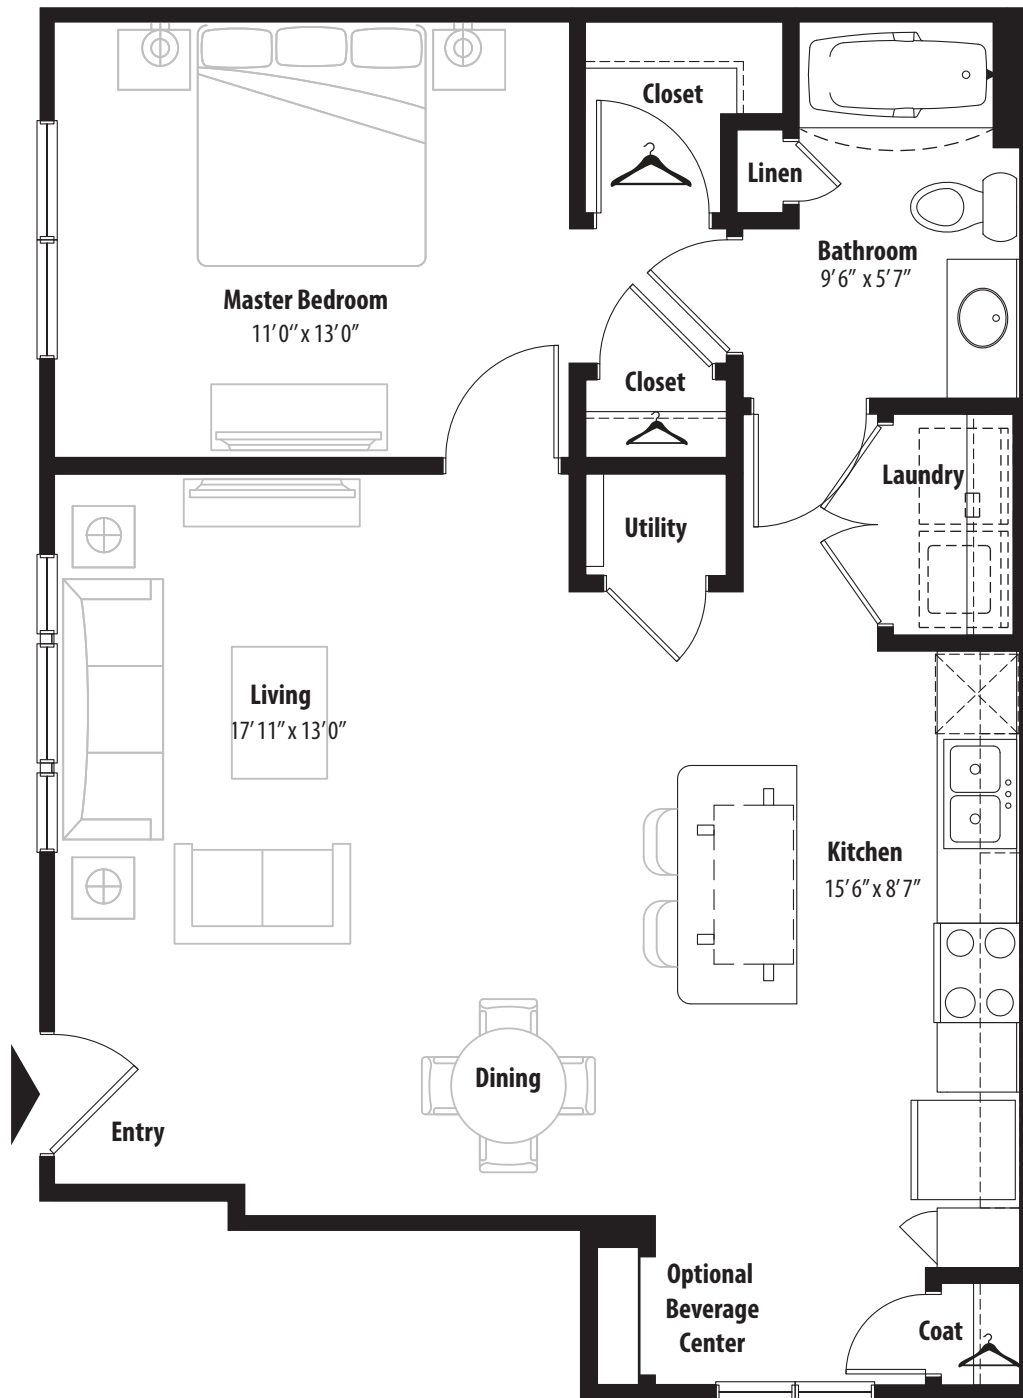 Closet
Linen
Bathroom
9'6" x 5'7"
Master Bedroom
11'0" x 13'0"
Closet
Laundry
Utility
Living
17'11" x 13'0"
Kitchen
15'6" x 8'7"
Dining
Entry
Optional
Beverage
Center
Coat